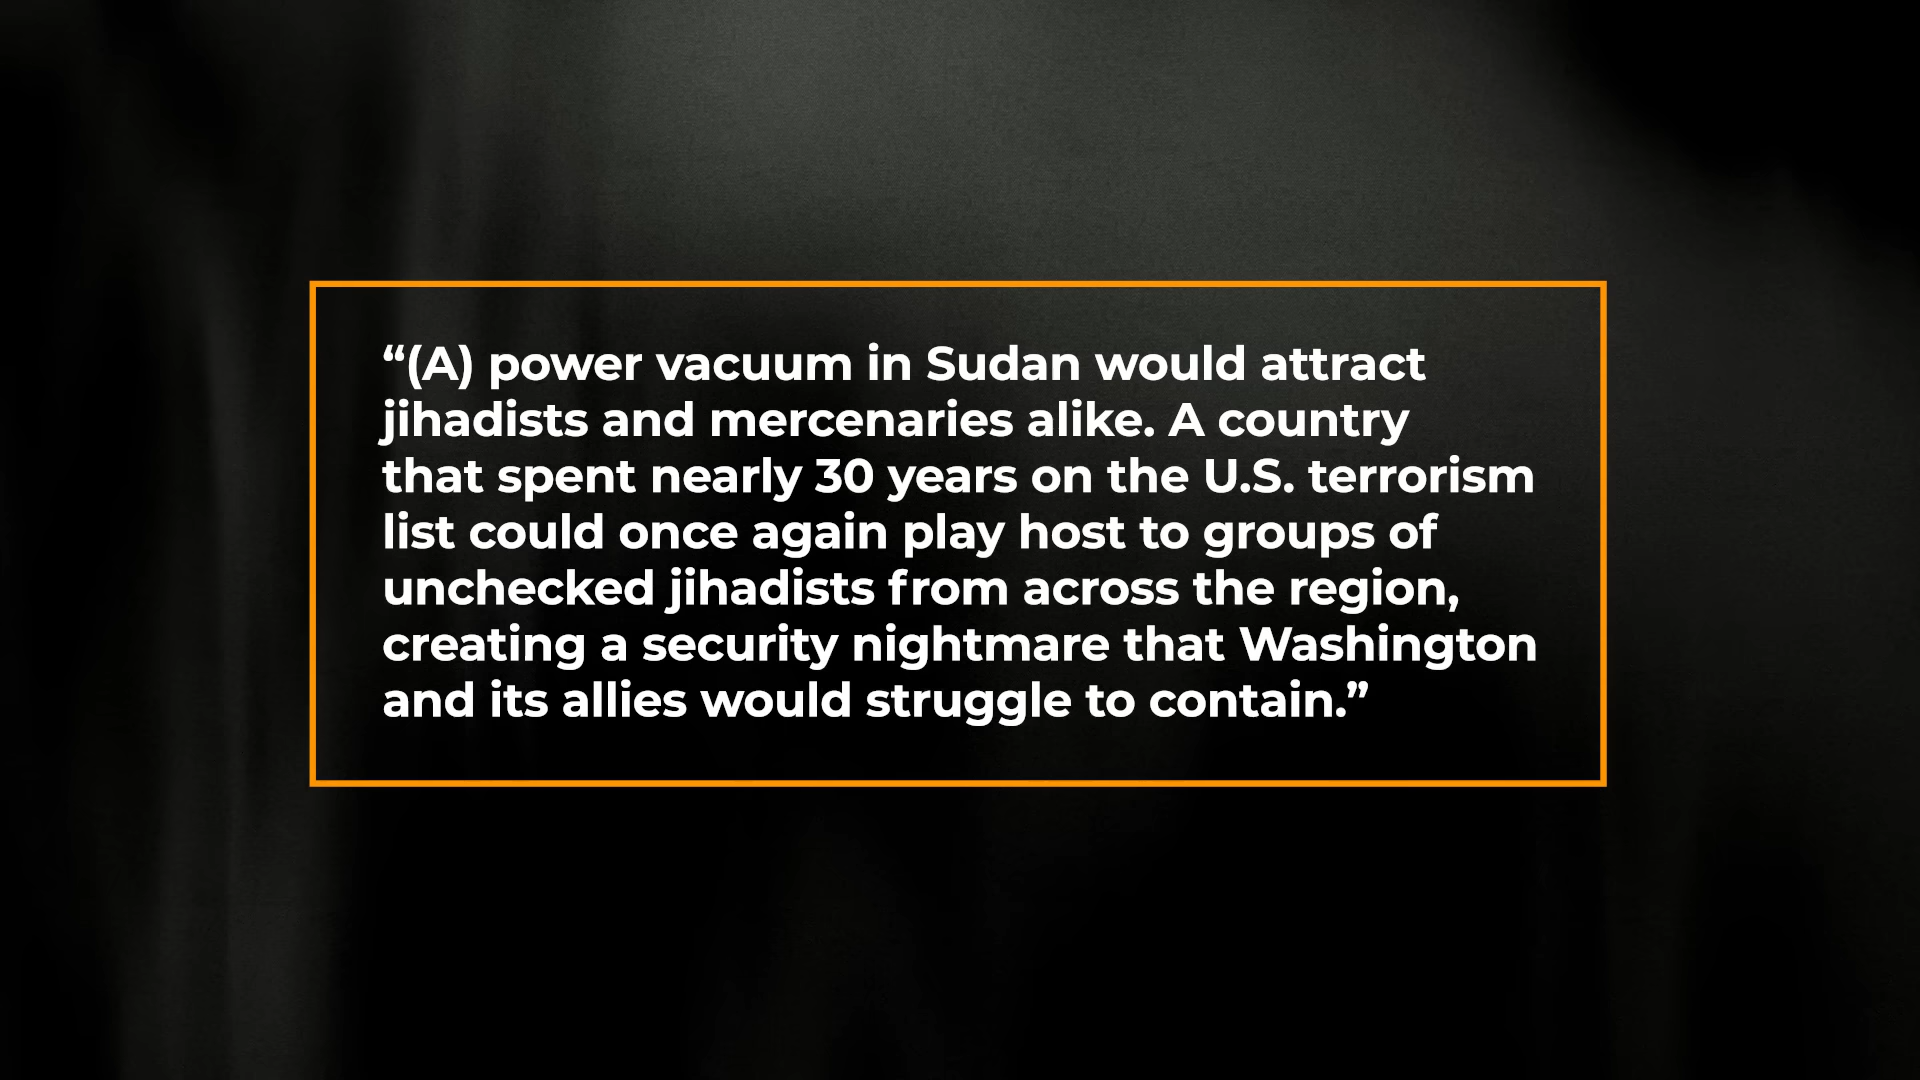 “(A) power vacuum in Sudan would attract
jihadists and mercenaries alike. A country
that spent nearly 30 years on the U.S. terrorism
list could once again play host to groups of
unchecked jihadists from across the region,
creating a security nightmare that Washington
and its allies would struggle to contain.”